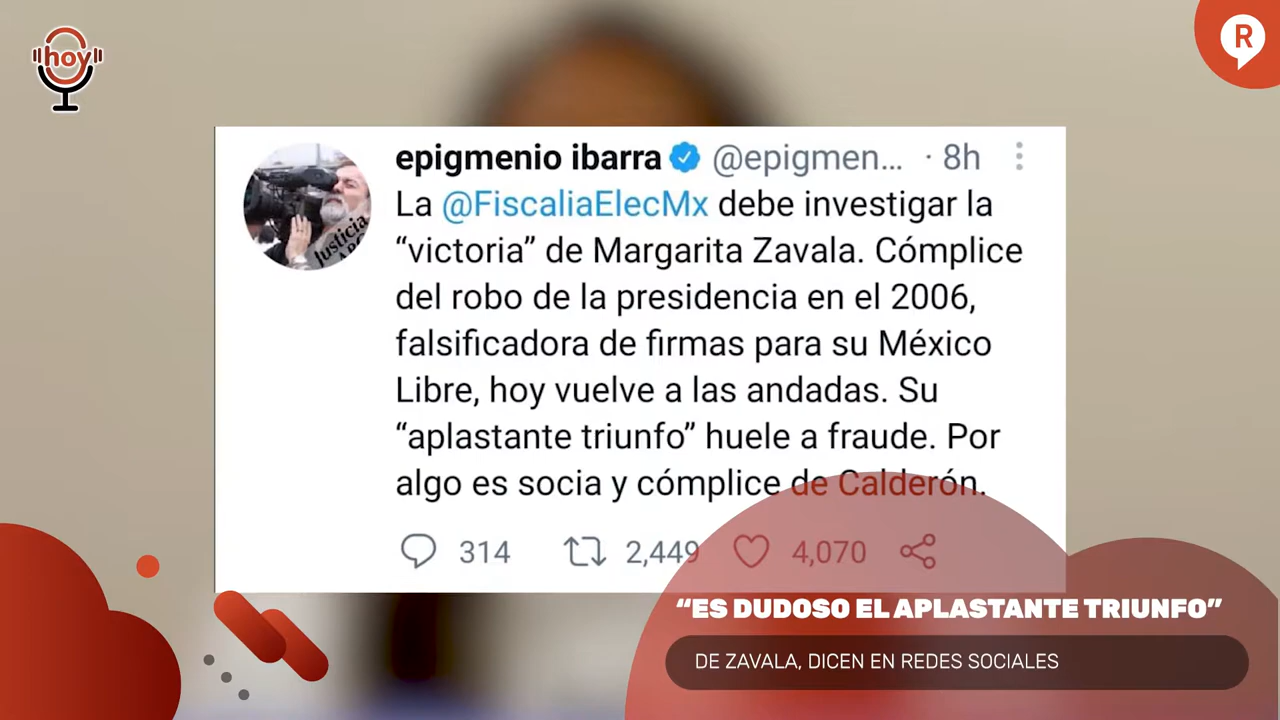 hoy
R
epigmenio ibarra @epigmen... · 8h
La @FiscaliaElecMx debe investigar la
“victoria” de Margarita Zavala. Cómplice
del robo de la presidencia en el 2006,
falsificadora de firmas para su México
Libre, hoy vuelve a las andadas. Su
“aplastante triunfo” huele a fraude. Por
algo es socia y cómplice de Calderón.
Justicia
314 2,449 4,070
“ES DUDOSO EL APLASTANTE TRIUNFO”
DE ZAVALA, DICEN EN REDES SOCIALES